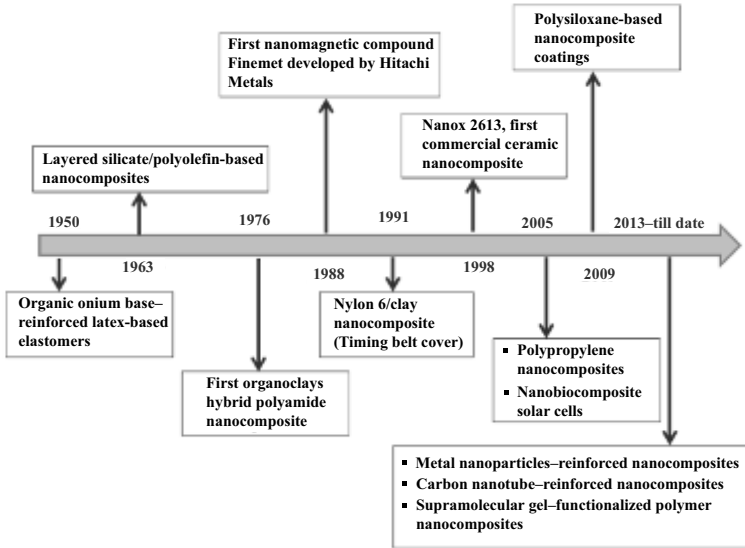 Polysiloxane-based
nanocomposite
coatings
First nanomagnetic compound
Finemet developed by Hitachi
Metals
Nanox 2613, first
commercial ceramic
nanocomposite
Layered silicate/polyolefin-based
nanocomposites
1950
1976
1991
2005
2013–till date
1963
1988
1998
2009
Organic onium base–
reinforced latex-based
elastomers
Nylon 6/clay
nanocomposite
(Timing belt cover)
First organoclays
hybrid polyamide
nanocomposite
▪ Polypropylene
nanocomposites
▪ Nanobiocomposite
solar cells
▪ Metal nanoparticles–reinforced nanocomposites
▪ Carbon nanotube–reinforced nanocomposites
▪ Supramolecular gel–functionalized polymer
nanocomposites